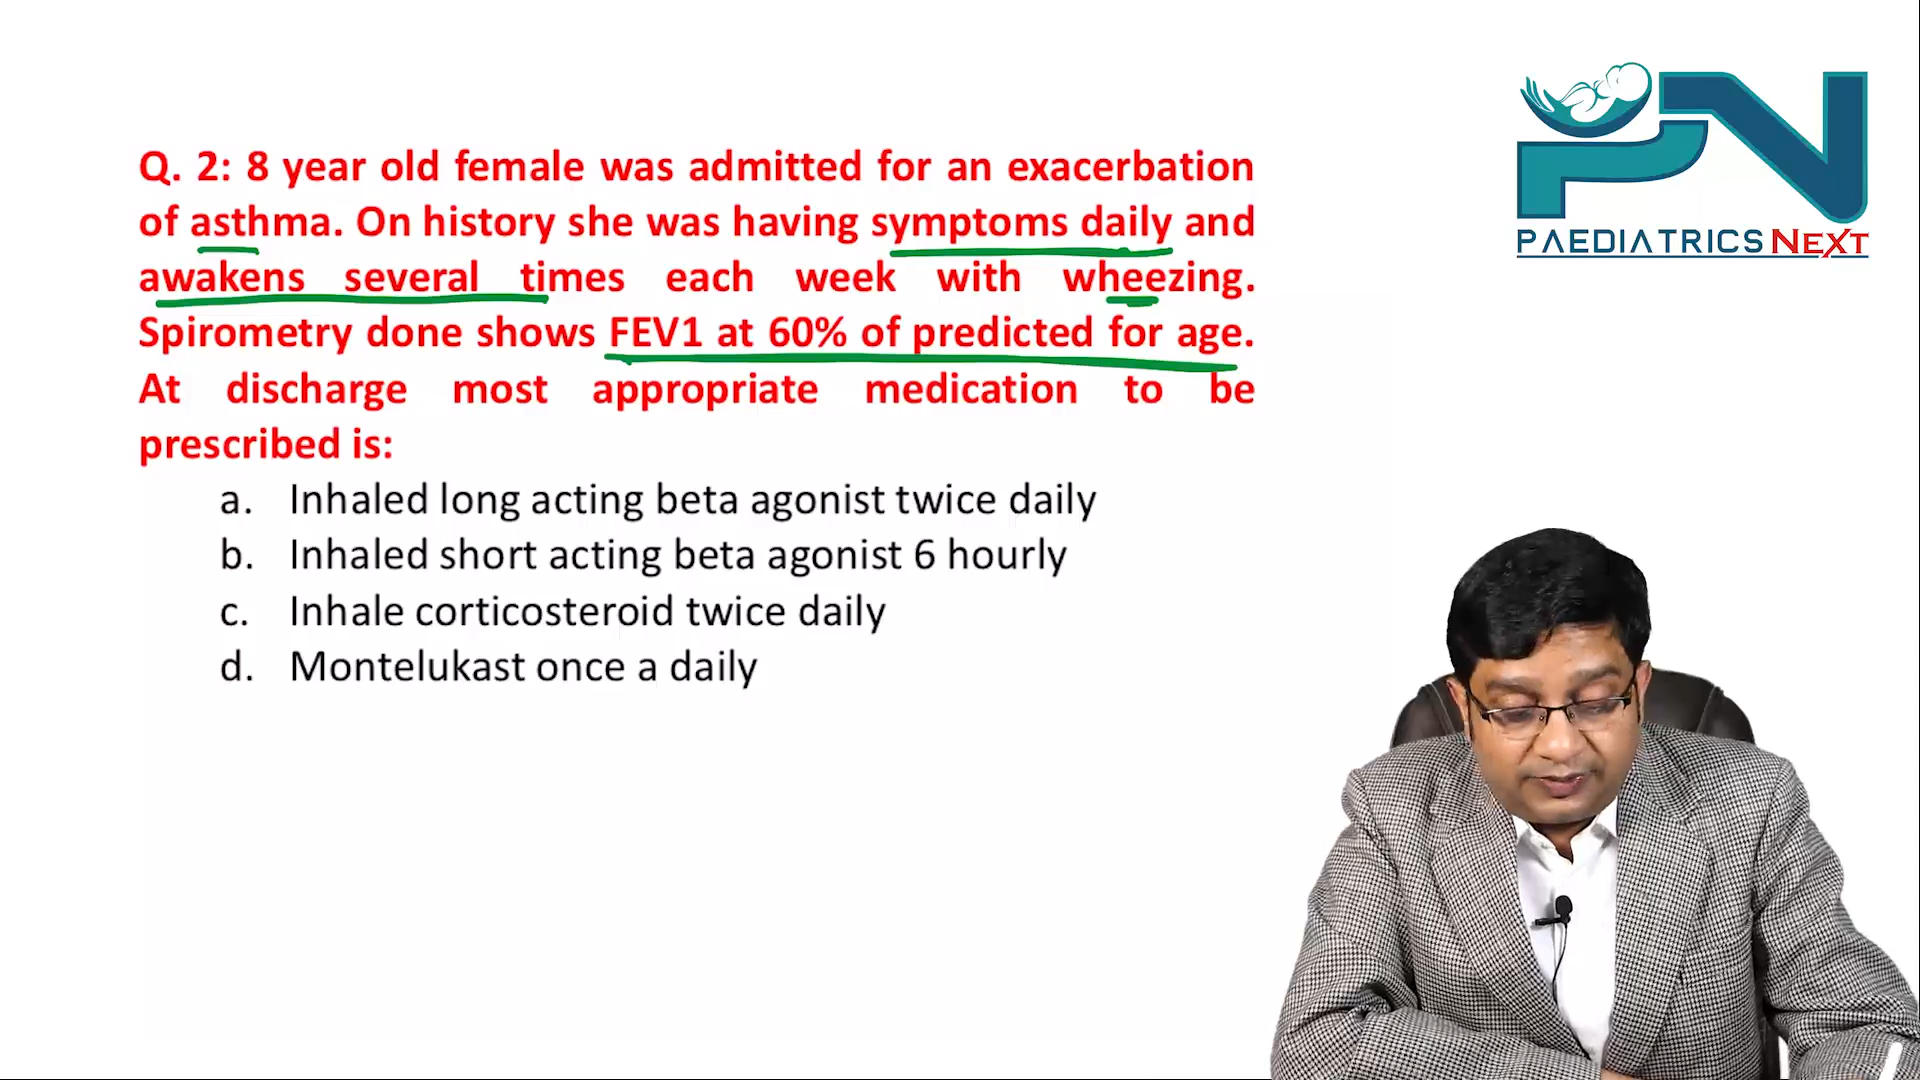 Q. 2: 8 year old female was admitted for an exacerbation
of asthma. On history she was having symptoms daily and
awakens several times each week with wheezing.
Spirometry done shows FEV1 at 60% of predicted for age.
At discharge most appropriate medication to be
prescribed is:
a. Inhaled long acting beta agonist twice daily
b. Inhaled short acting beta agonist 6 hourly
c. Inhale corticosteroid twice daily
d. Montelukast once a daily
PN
PAEDIATRICS NEXT